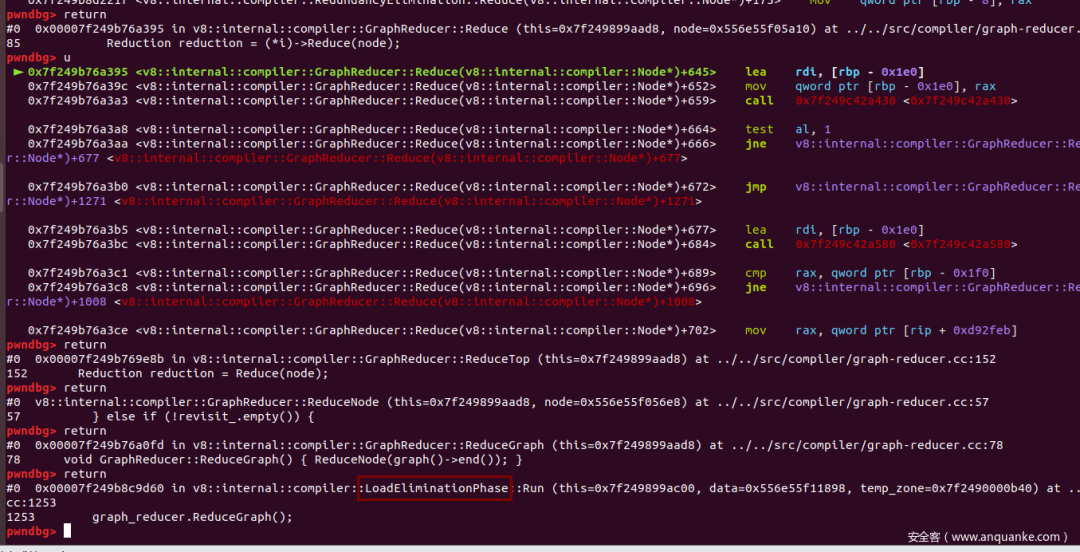 pwndbg> return
#0  0x00007f249b76a395 in v8::internal::compiler::GraphReducer::Reduce (this=0x7f249899aad8, node=0x556e55f05a10) at ../../src/compiler/graph-reducer.
85          Reduction reduction = (*i)->Reduce(node);
pwndbg> u
► 0x7f249b76a395 <v8::internal::compiler::GraphReducer::Reduce(v8::internal::compiler::Node*)+645>    lea    rdi, [rbp - 0x1e0]
0x7f249b76a39c <v8::internal::compiler::GraphReducer::Reduce(v8::internal::compiler::Node*)+652>    mov    qword ptr [rbp - 0x1e0], rax
0x7f249b76a3a3 <v8::internal::compiler::GraphReducer::Reduce(v8::internal::compiler::Node*)+659>    call   0x7f249c42a430 <0x7f249c42a430>
0x7f249b76a3a8 <v8::internal::compiler::GraphReducer::Reduce(v8::internal::compiler::Node*)+664>    test   al, 1
0x7f249b76a3aa <v8::internal::compiler::GraphReducer::Reduce(v8::internal::compiler::Node*)+666>    jne    v8::internal::compiler::GraphReducer::Re
r::Node*)+677 <v8::internal::compiler::GraphReducer::Reduce(v8::internal::compiler::Node*)+677>
0x7f249b76a3b0 <v8::internal::compiler::GraphReducer::Reduce(v8::internal::compiler::Node*)+672>    jmp    v8::internal::compiler::GraphReducer::Re
r::Node*)+1271 <v8::internal::compiler::GraphReducer::Reduce(v8::internal::compiler::Node*)+1271>
0x7f249b76a3b5 <v8::internal::compiler::GraphReducer::Reduce(v8::internal::compiler::Node*)+677>    lea    rdi, [rbp - 0x1e0]
0x7f249b76a3bc <v8::internal::compiler::GraphReducer::Reduce(v8::internal::compiler::Node*)+684>    call   0x7f249c42a580 <0x7f249c42a580>
0x7f249b76a3c1 <v8::internal::compiler::GraphReducer::Reduce(v8::internal::compiler::Node*)+689>    cmp    rax, qword ptr [rbp - 0x1f0]
0x7f249b76a3c8 <v8::internal::compiler::GraphReducer::Reduce(v8::internal::compiler::Node*)+696>    jne    v8::internal::compiler::GraphReducer::Re
r::Node*)+1008 <v8::internal::compiler::GraphReducer::Reduce(v8::internal::compiler::Node*)+1008>
0x7f249b76a3ce <v8::internal::compiler::GraphReducer::Reduce(v8::internal::compiler::Node*)+702>    mov    rax, qword ptr [rip + 0xd92feb]
pwndbg> return
#0  0x00007f249b769e8b in v8::internal::compiler::GraphReducer::ReduceTop (this=0x7f249899aad8) at ../../src/compiler/graph-reducer.cc:152
152       Reduction reduction = Reduce(node);
pwndbg> return
#0  v8::internal::compiler::GraphReducer::ReduceNode (this=0x7f249899aad8, node=0x556e55f056e8) at ../../src/compiler/graph-reducer.cc:57
57          } else if (!revisit_.empty()) {
pwndbg> return
#0  0x00007f249b76a0fd in v8::internal::compiler::GraphReducer::ReduceGraph (this=0x7f249899aad8) at ../../src/compiler/graph-reducer.cc:78
78      void GraphReducer::ReduceGraph() { ReduceNode(graph()->end()); }
pwndbg> return
#0  0x00007f249b8c9d60 in v8::internal::compiler::LoadEliminationPhase::Run (this=0x7f249899ac00, data=0x556e55f11898, temp_zone=0x7f2490000b40) at ..
cc:1253
1253        graph_reducer.ReduceGraph();
pwndbg>
安全客（www.anquanke.com）